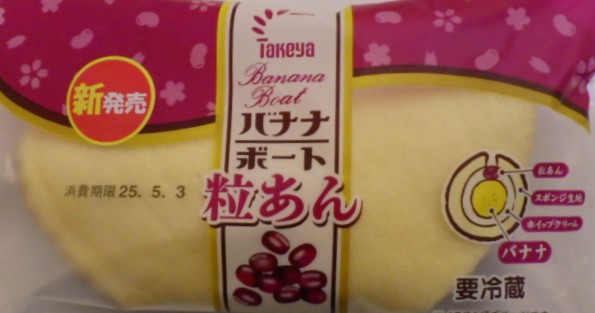 Takeya
Banana
Boat
バナナ
ボート
粒あん
新発売
消費期限 25. 5. 3
粒あん
スポンジ生地
ホイップクリーム
バナナ
要冷蔵